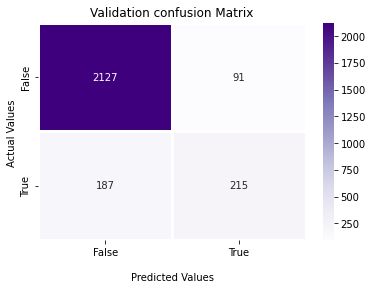 Validation confusion Matrix
Actual Values
False
True
2127
91
187
215
False
True
Predicted Values
2000
1750
1500
1250
1000
750
500
250